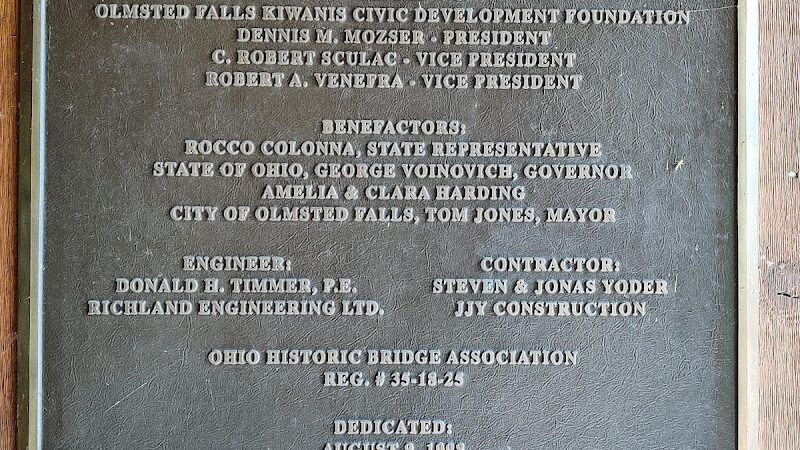 OLMSTED FALLS KIWANIS CIVIC DEVELOPMENT FOUNDATION
DENNIS M. MOZSER - PRESIDENT
C. ROBERT SCULAC - VICE PRESIDENT
ROBERT A. VENEFRA - VICE PRESIDENT
BENEFACTORS:
ROCCO COLONNA, STATE REPRESENTATIVE
STATE OF OHIO, GEORGE VOINOVICH, GOVERNOR
AMELIA & CLARA HARDING
CITY OF OLMSTED FALLS, TOM JONES, MAYOR
ENGINEER:
DONALD H. TIMMER, P.E.
RICHLAND ENGINEERING LTD.
CONTRACTOR:
STEVEN & JONAS YODER
JJY CONSTRUCTION
OHIO HISTORIC BRIDGE ASSOCIATION
REG. # 35-18-25
DEDICATED:
AUGUST